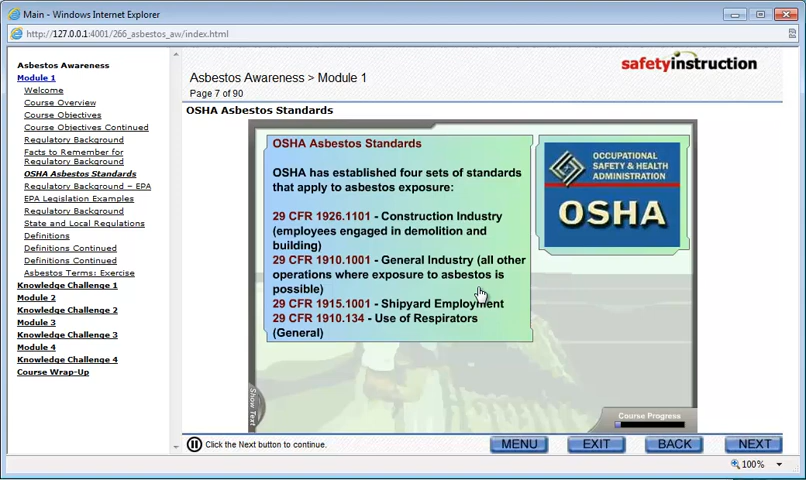 Main - Windows Internet Explorer
http://127.0.0.1:4001/266_asbestos_aw/index.html
Asbestos Awareness
Module 1
Welcome
Course Overview
Course Objectives
Course Objectives Continued
Regulatory Background
Facts to Remember for
Regulatory Background
OSHA Asbestos Standards
Regulatory Background - EPA
EPA Legislation Examples
Regulatory Background
State and Local Regulations
Definitions
Definitions Continued
Definitions Continued
Asbestos Terms: Exercise
Knowledge Challenge 1
Module 2
Knowledge Challenge 2
Module 3
Knowledge Challenge 3
Module 4
Knowledge Challenge 4
Course Wrap-Up
safetyinstruction
Asbestos Awareness > Module 1
Page 7 of 90
OSHA Asbestos Standards
OSHA Asbestos Standards
OSHA has established four sets of standards
that apply to asbestos exposure:
29 CFR 1926.1101 - Construction Industry
(employees engaged in demolition and
building)
29 CFR 1910.1001 - General Industry (all other
operations where exposure to asbestos is
possible)
29 CFR 1915.1001 - Shipyard Employment
29 CFR 1910.134 - Use of Respirators
(General)
OCCUPATIONAL
SAFETY & HEALTH
ADMINISTRATION
OSHA
Show Text
Course Progress
Click the Next button to continue.
MENU
EXIT
BACK
NEXT
100%